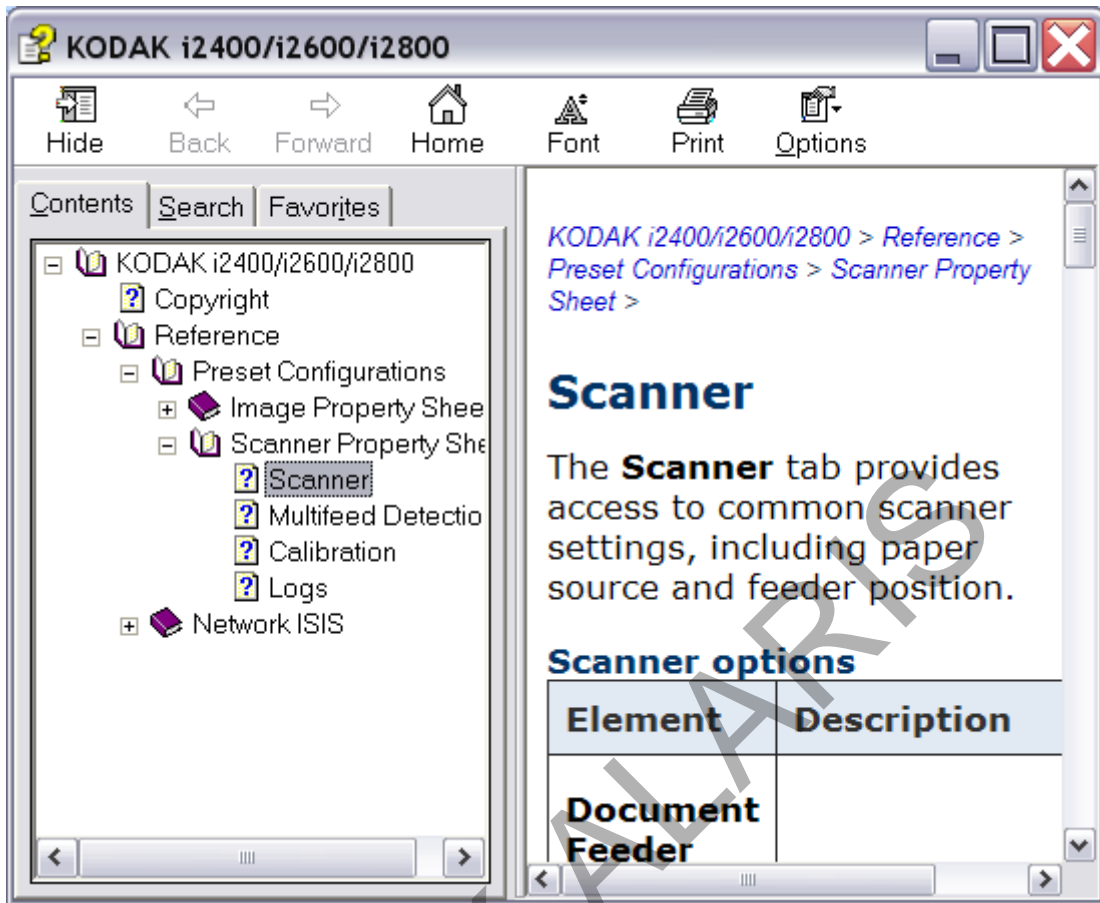 KODAK i2400/i2600/i2800
Hide Back Forward Home Font Print Options
Contents Search Favorites
KODAK i2400/i2600/i2800
Copyright
Reference
Preset Configurations
Image Property Shee
Scanner Property She
Scanner
Multifeed Detectio
Calibration
Logs
Network ISIS
KODAK i2400/i2600/i2800 > Reference >
Preset Configurations > Scanner Property
Sheet >
Scanner
The Scanner tab provides
access to common scanner
settings, including paper
source and feeder position.
Scanner options
Element Description
Document
Feeder
ALARIS